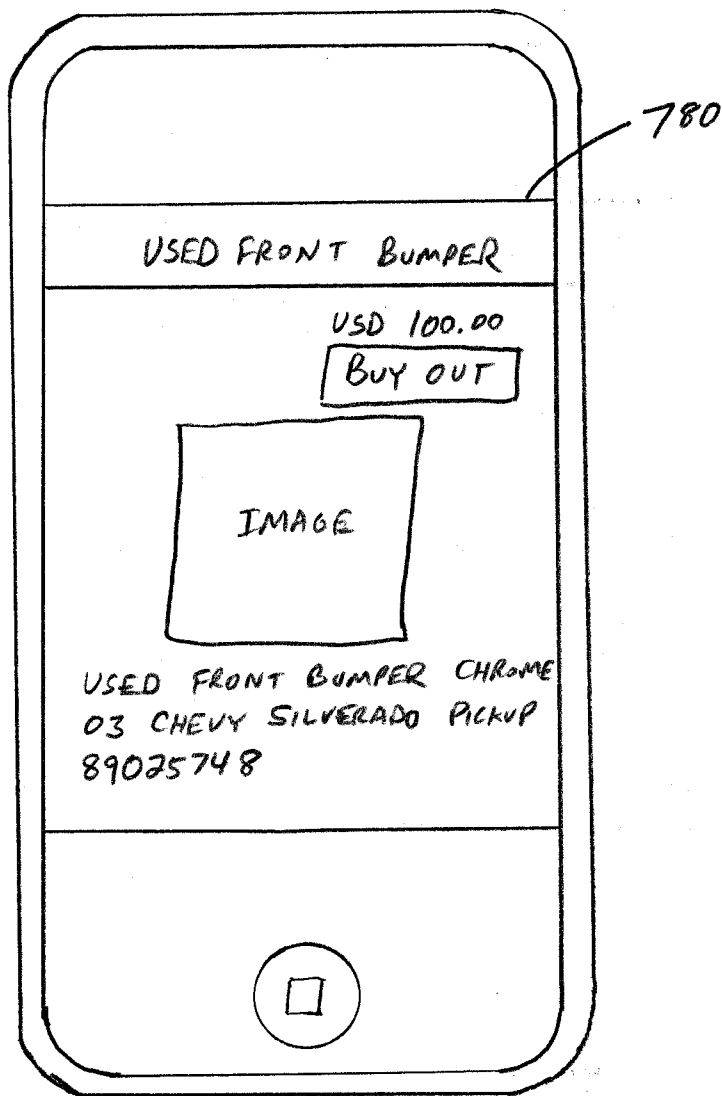 780
USED FRONT BUMPER
USD 100.00
BUY OUT
IMAGE
USED FRONT BUMPER CHROME
03 CHEVY SILVERADO PICKUP
89025748